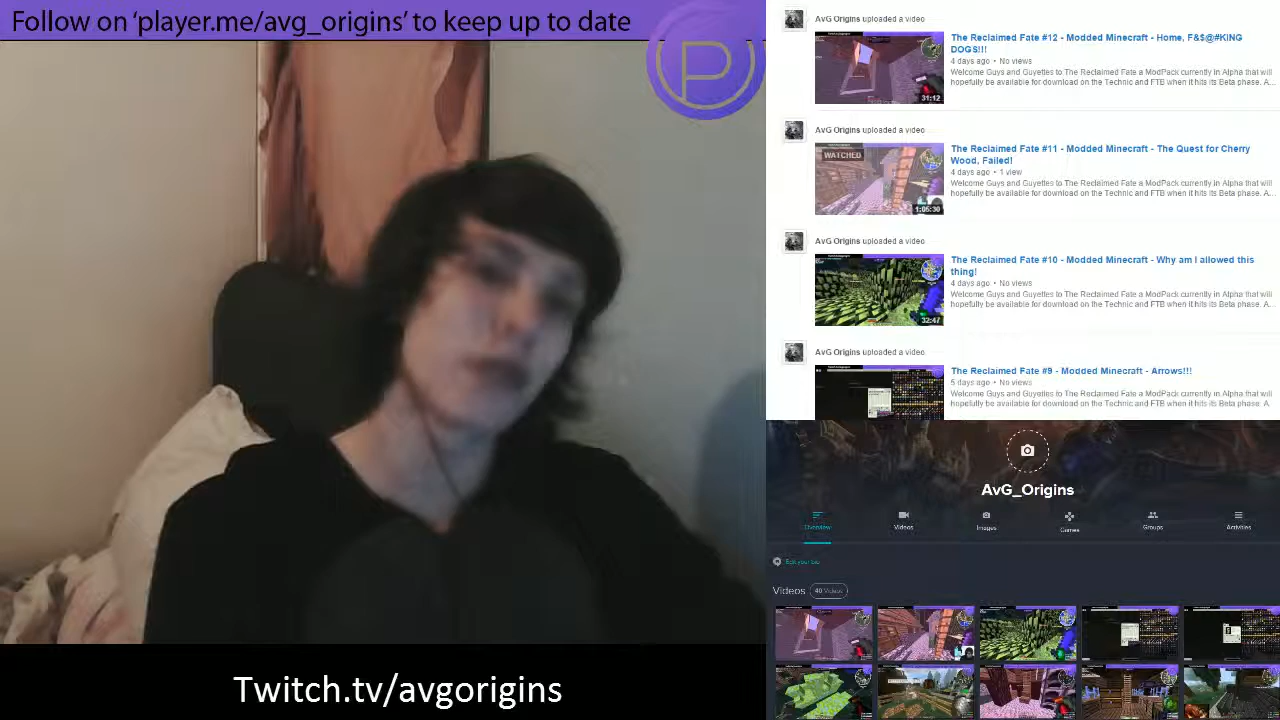 Follow on 'player.me/avg_origins' to keep up to date
P
Twitch.tv/avgorigins
AvG Origins uploaded a video
The Reclaimed Fate #12 - Modded Minecraft - Home, F&$@#KING
DOGS!!!
4 days ago • No views
Welcome Guys and Guyettes to The Reclaimed Fate a ModPack currently in Alpha that will
hopefully be available for download on the Technic and FTB when it hits its Beta phase. A...
31:12
AvG Origins uploaded a video
WATCHED
The Reclaimed Fate #11 - Modded Minecraft - The Quest for Cherry
Wood, Failed!
4 days ago • 1 view
Welcome Guys and Guyettes to The Reclaimed Fate a ModPack currently in Alpha that will
hopefully be available for download on the Technic and FTB when it hits its Beta phase. A...
1:05:30
AvG Origins uploaded a video
The Reclaimed Fate #10 - Modded Minecraft - Why am I allowed this
thing!
4 days ago • No views
Welcome Guys and Guyettes to The Reclaimed Fate a ModPack currently in Alpha that will
hopefully be available for download on the Technic and FTB when it hits its Beta phase. A...
32:47
AvG Origins uploaded a video
The Reclaimed Fate #9 - Modded Minecraft - Arrows!!!
5 days ago • No views
Welcome Guys and Guyettes to The Reclaimed Fate a ModPack currently in Alpha that will
hopefully be available for download on the Technic and FTB when it hits its Beta phase. A...
AvG_Origins
Overview Videos Images Games Groups Activities
Edit your bio
Videos 40 Videos